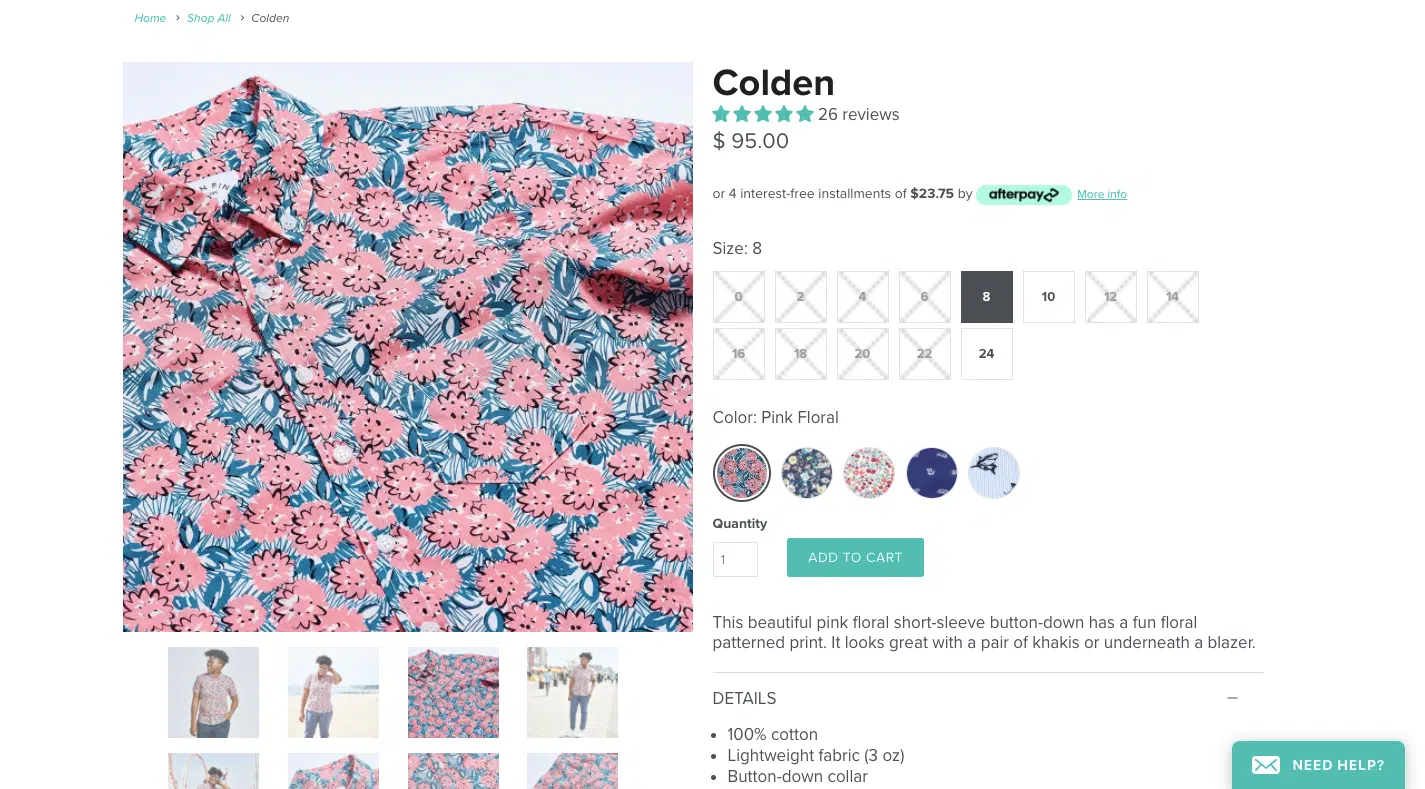 Home › Shop All › Colden
Colden
26 reviews
$ 95.00
or 4 interest-free installments of $23.75 by afterpay More info
Size: 8
0 2 4 6 8 10 12 14
16 18 20 22 24
Color: Pink Floral
Quantity
1 ADD TO CART
This beautiful pink floral short-sleeve button-down has a fun floral
patterned print. It looks great with a pair of khakis or underneath a blazer.
DETAILS
• 100% cotton
• Lightweight fabric (3 oz)
• Button-down collar
NEED HELP?